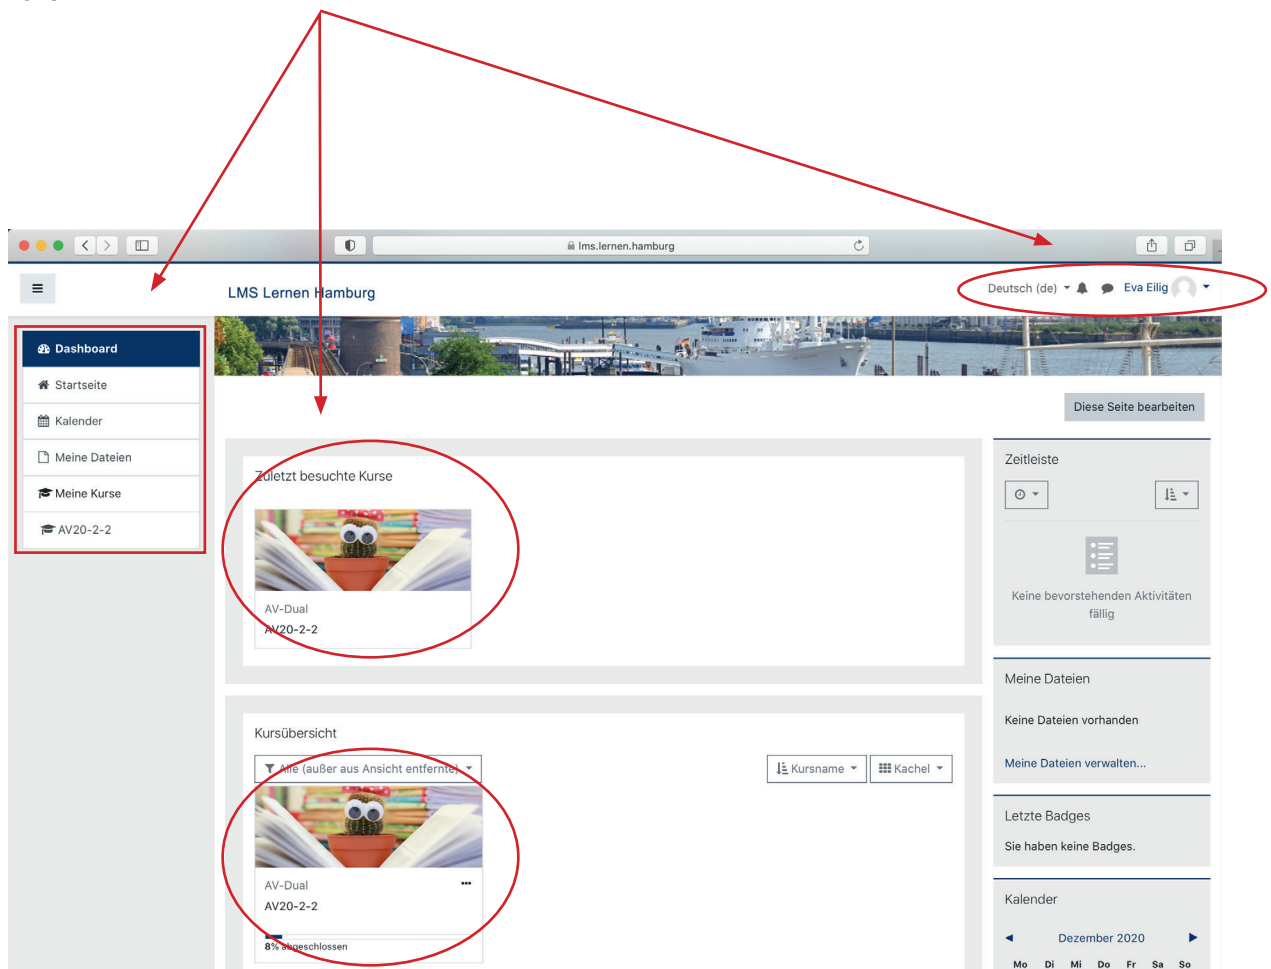 lms.lernen.hamburg
LMS Lernen Hamburg
Deutsch (de)
Eva Eilig
Dashboard
Startseite
Kalender
Meine Dateien
Meine Kurse
AV20-2-2
Diese Seite bearbeiten
Zuletzt besuchte Kurse
AV-Dual
AV20-2-2
Kursübersicht
Alle (außer aus Ansicht entfernte)
Kursname
Kachel
AV-Dual
AV20-2-2
8% abgeschlossen
Zeitleiste
Keine bevorstehenden Aktivitäten
fällig
Meine Dateien
Keine Dateien vorhanden
Meine Dateien verwalten...
Letzte Badges
Sie haben keine Badges.
Kalender
Dezember 2020
Mo Di Mi Do Fr Sa So